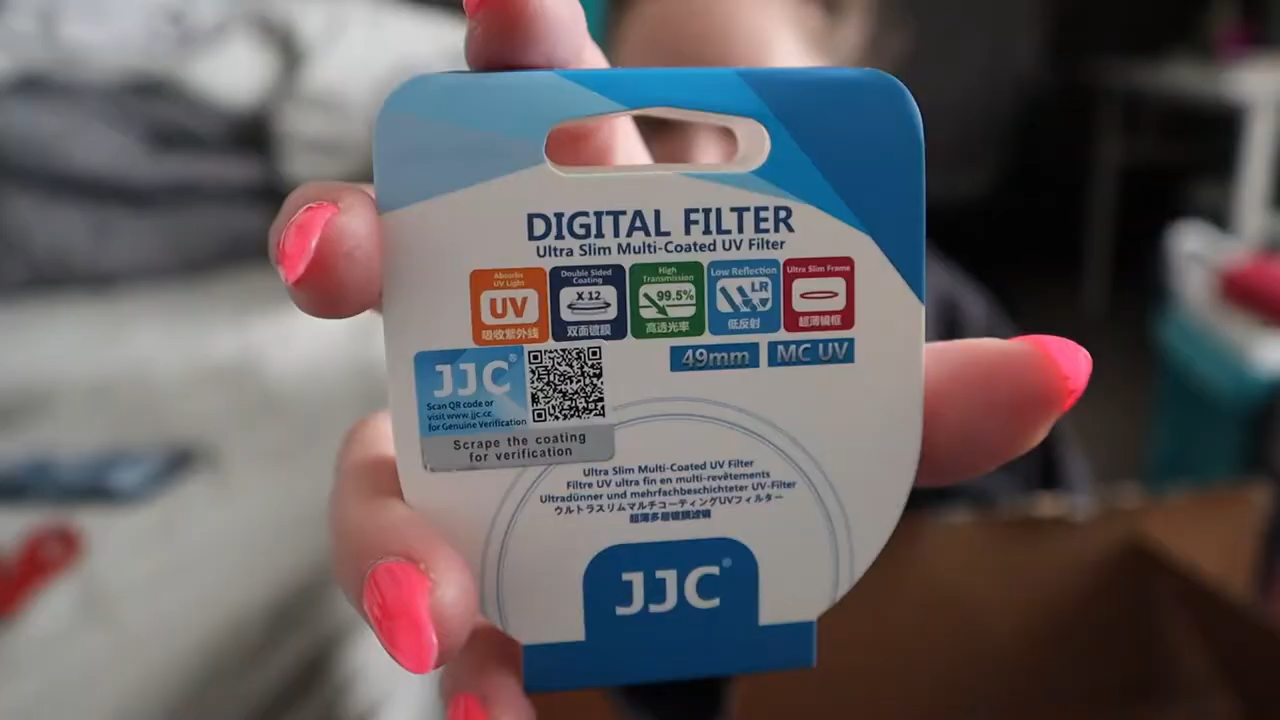 DIGITAL FILTER
Ultra Slim Multi-Coated UV Filter
Absorbs
UV Light
UV
吸收紫外线
Double Sided
Coating
X 12
双面镀膜
High
Transmission
99.5%
高透光率
Low Reflection
LR
低反射
Ultra Slim Frame
超薄镜框
49mm
MC UV
JJC®
Scan QR code or
visit www.jjc.cc
for Genuine Verification
Scrape the coating
for verification
Ultra Slim Multi-Coated UV Filter
Filtre UV ultra fin en multi-revêtements
Ultradünner und mehrfachbeschichteter UV-Filter
ウルトラスリムマルチコーティングUVフィルター
超薄多层镀膜滤镜
JJC®